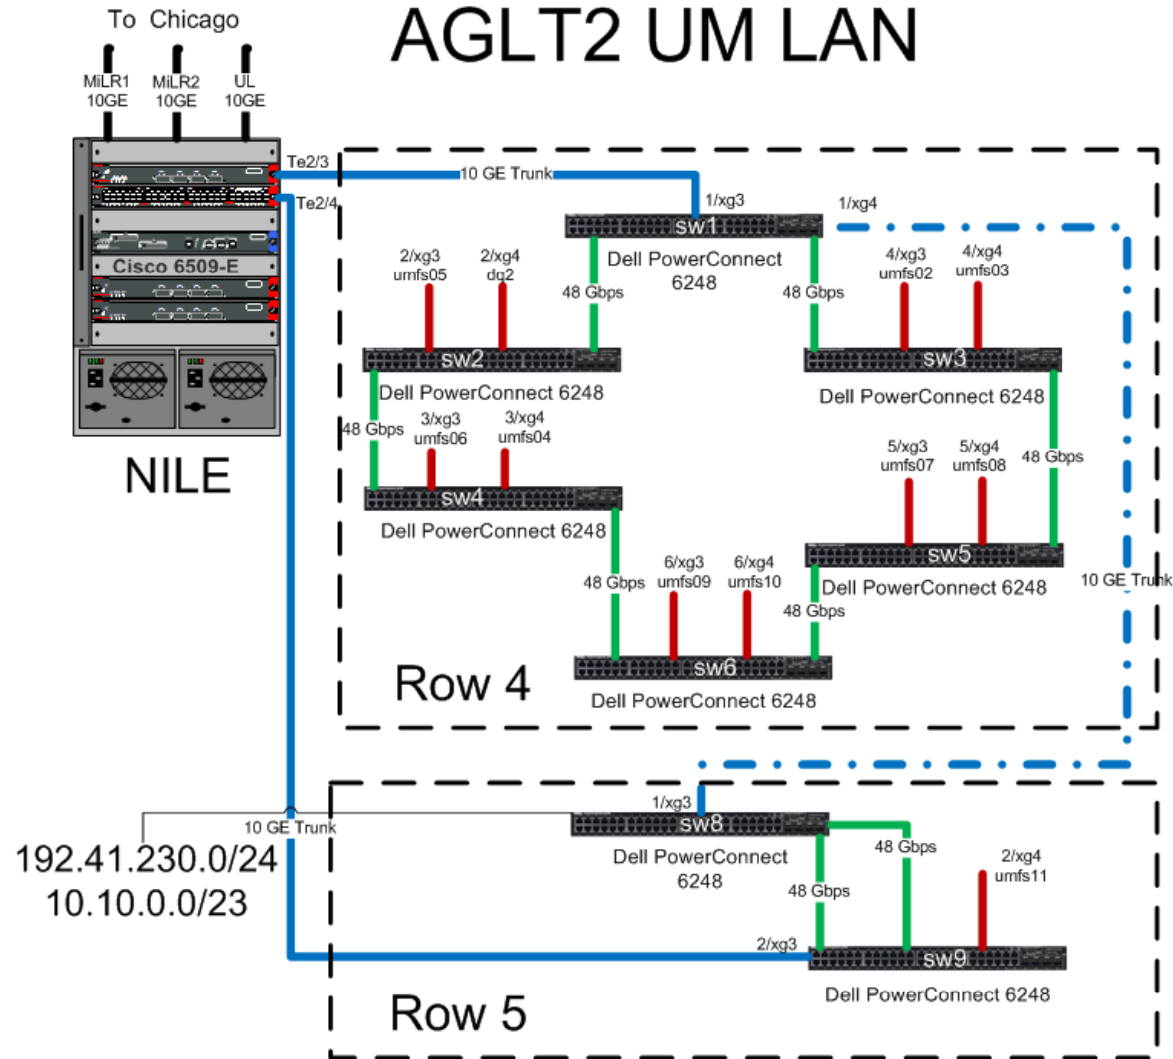 AGLT2 UM LAN
To Chicago
MiLR1
10GE
MiLR2
10GE
UL
10GE
Te2/3
Te2/4
Cisco 6509-E
NILE
10 GE Trunk
1/xg3
1/xg4
sw1
Dell PowerConnect
6248
48 Gbps
48 Gbps
2/xg3
umfs05
2/xg4
dq2
4/xg3
umfs02
4/xg4
umfs03
sw2
Dell PowerConnect 6248
sw3
Dell PowerConnect 6248
48 Gbps
3/xg3
umfs06
3/xg4
umfs04
48 Gbps
5/xg3
umfs07
5/xg4
umfs08
sw4
Dell PowerConnect 6248
sw5
Dell PowerConnect 6248
48 Gbps
6/xg3
umfs09
6/xg4
umfs10
48 Gbps
10 GE Trunk
sw6
Dell PowerConnect 6248
Row 4
1/xg3
sw8
Dell PowerConnect
6248
10 GE Trunk
192.41.230.0/24
10.10.0.0/23
48 Gbps
48 Gbps
2/xg4
umfs11
2/xg3
sw9
Dell PowerConnect 6248
Row 5